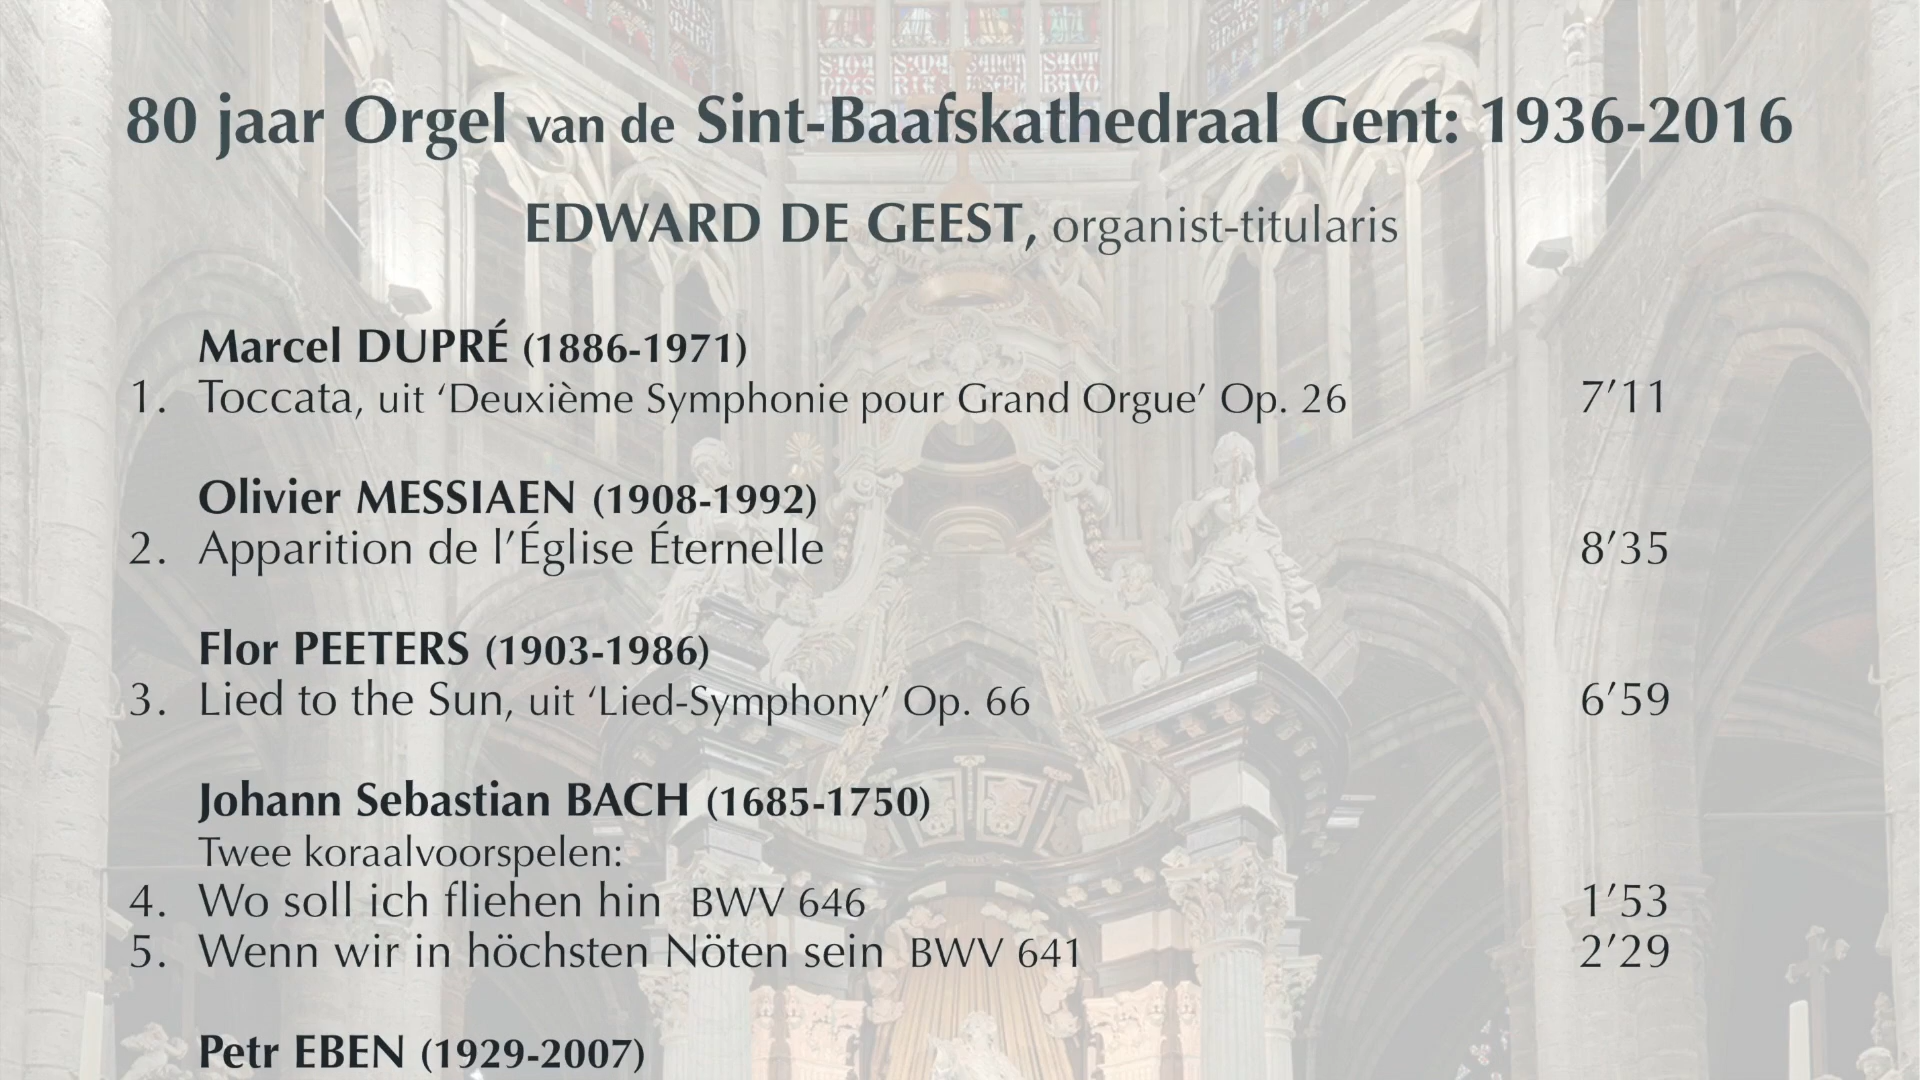 80 jaar Orgel van de Sint-Baafskathedraal Gent: 1936-2016
EDWARD DE GEEST, organist-titularis
Marcel DUPRÉ (1886-1971)
1. Toccata, uit ‘Deuxième Symphonie pour Grand Orgue’ Op. 26 7’11
Olivier MESSIAEN (1908-1992)
2. Apparition de l’Église Éternelle 8’35
Flor PEETERS (1903-1986)
3. Lied to the Sun, uit ‘Lied-Symphony’ Op. 66 6’59
Johann Sebastian BACH (1685-1750)
Twee koraalvoorspelen:
4. Wo soll ich fliehen hin BWV 646 1’53
5. Wenn wir in höchsten Nöten sein BWV 641 2’29
Petr EBEN (1929-2007)